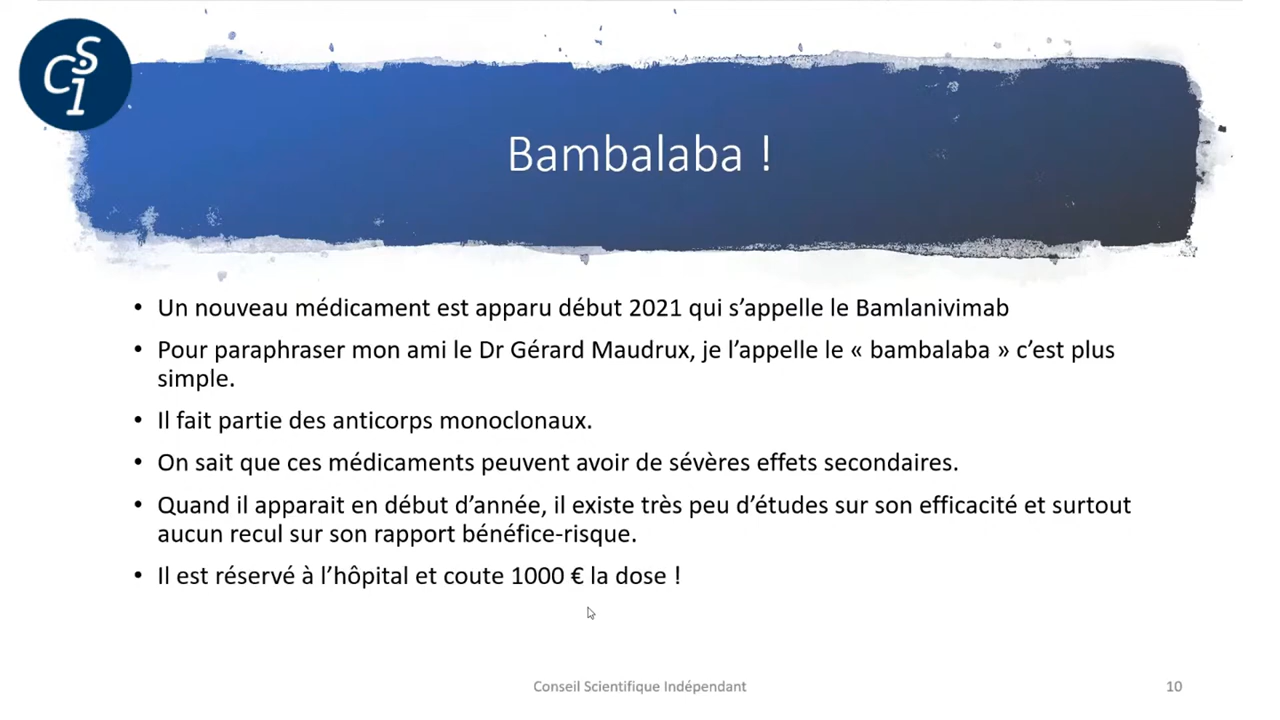 CSI
Bambalaba !
• Un nouveau médicament est apparu début 2021 qui s’appelle le Bamlanivimab
• Pour paraphraser mon ami le Dr Gérard Maudrux, je l’appelle le « bambalaba » c’est plus
simple.
• Il fait partie des anticorps monoclonaux.
• On sait que ces médicaments peuvent avoir de sévères effets secondaires.
• Quand il apparait en début d’année, il existe très peu d’études sur son efficacité et surtout
aucun recul sur son rapport bénéfice-risque.
• Il est réservé à l’hôpital et coute 1000 € la dose !
Conseil Scientifique Indépendant
10